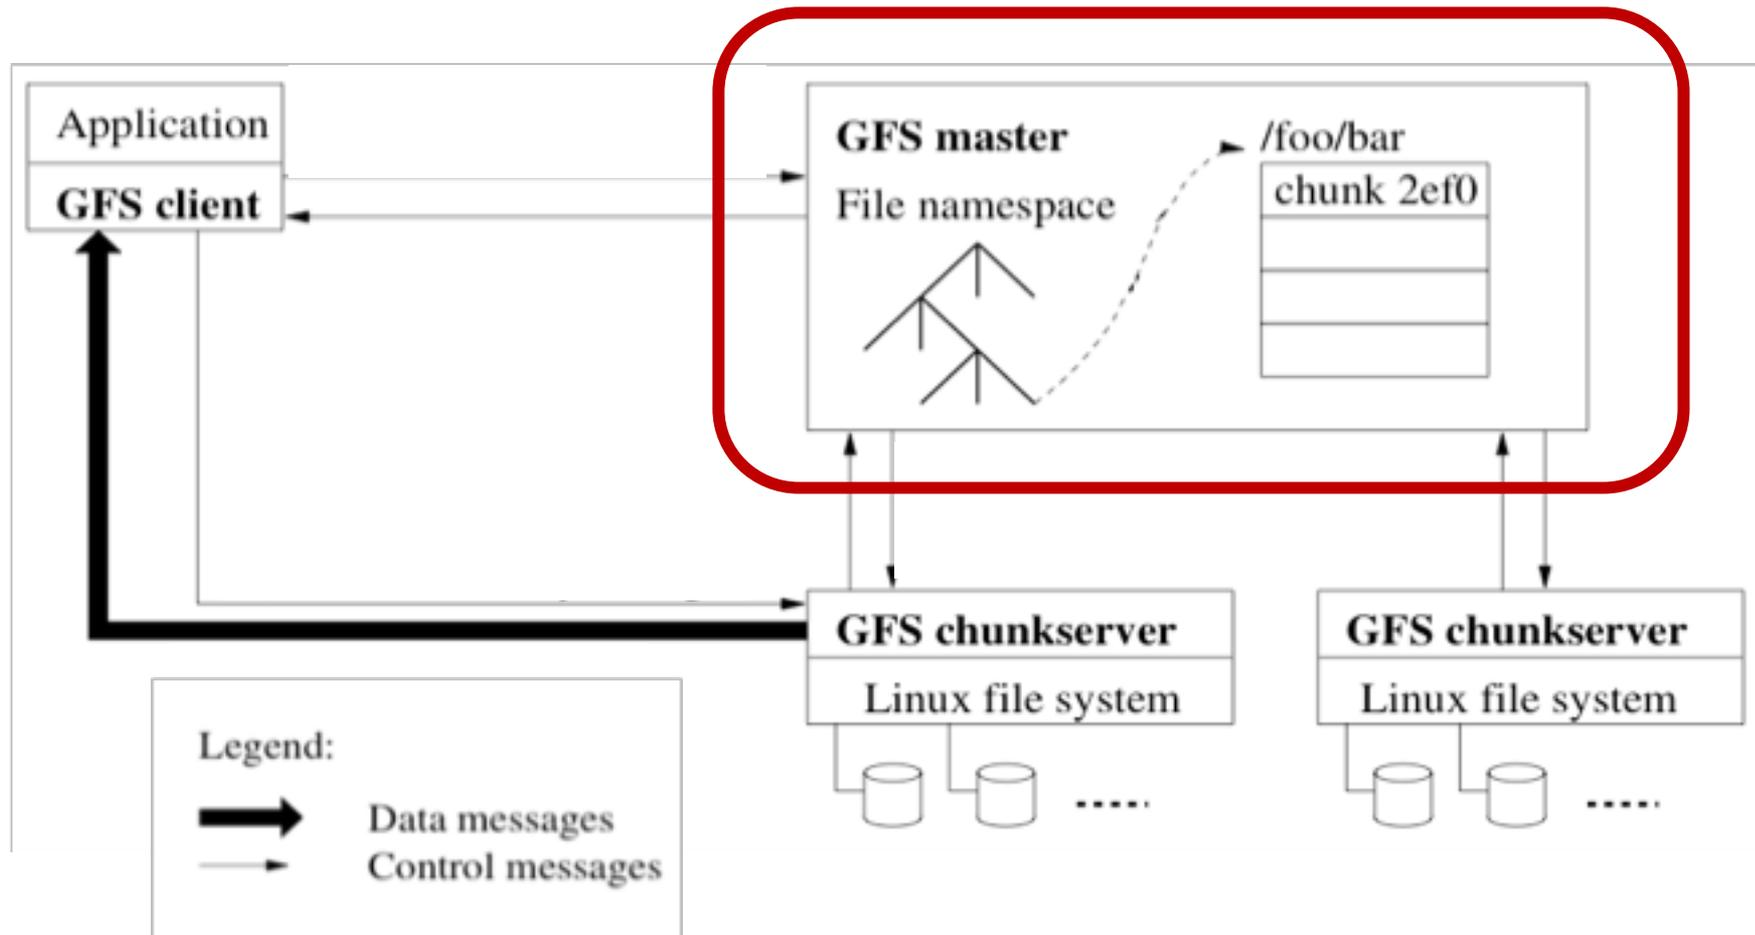 Application
GFS client
GFS master
File namespace
/foo/bar
chunk 2ef0
GFS chunkserver
Linux file system
GFS chunkserver
Linux file system
Legend:
Data messages
Control messages